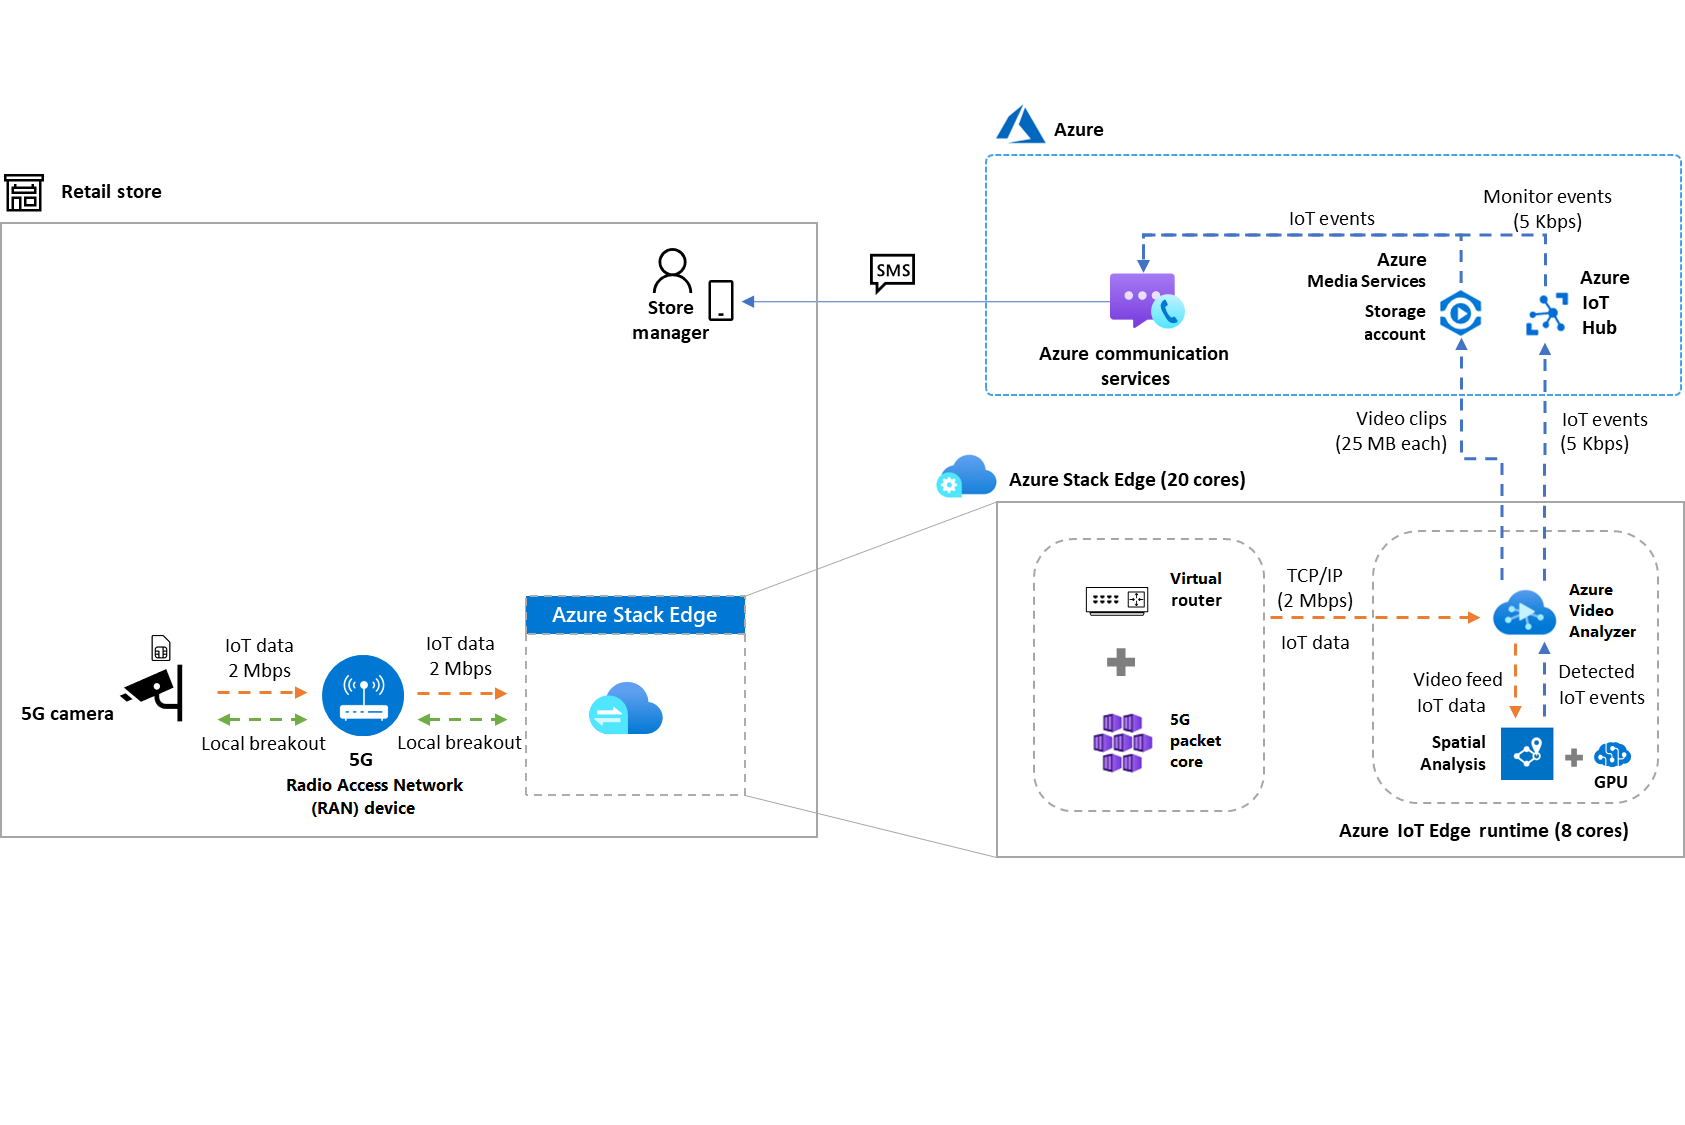 Azure
Retail store
Monitor events
(5 Kbps)
IoT events
SMS
Store
manager
Azure
Media Services
Storage
account
Azure
IoT
Hub
Azure communication
services
Video clips
(25 MB each)
IoT events
(5 Kbps)
Azure Stack Edge (20 cores)
Virtual
router
TCP/IP
(2 Mbps)
IoT data
Azure
Video
Analyzer
Azure Stack Edge
IoT data
2 Mbps
IoT data
2 Mbps
5G camera
Local breakout
Local breakout
5G
Radio Access Network
(RAN) device
5G
packet
core
Video feed
IoT data
Detected
IoT events
Spatial
Analysis
GPU
Azure IoT Edge runtime (8 cores)